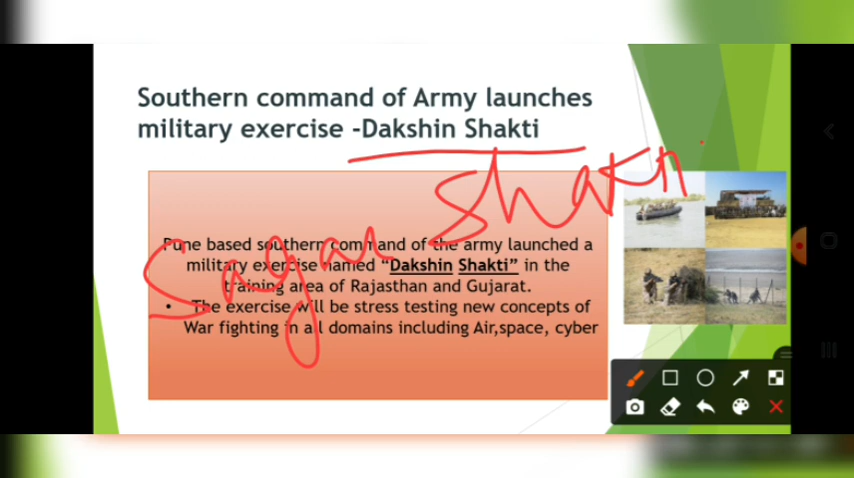 Southern command of Army launches
military exercise -Dakshin Shakti
Pune based southern command of the army launched a
military exercise named “Dakshin Shakti” in the
training area of Rajasthan and Gujarat.
• The exercise will be stress testing new concepts of
War fighting in all domains including Air,space, cyber
Sagar Shakti